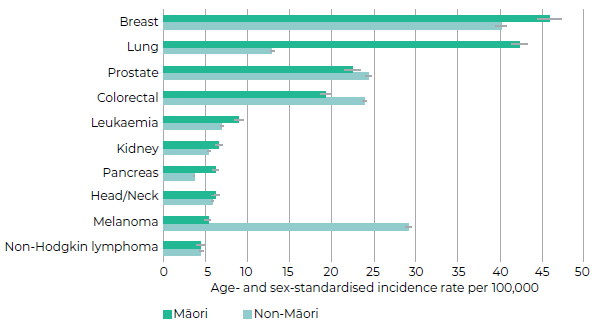 Breast
Lung
Prostate
Colorectal
Leukaemia
Kidney
Pancreas
Head/Neck
Melanoma
Non-Hodgkin lymphoma
0 5 10 15 20 25 30 35 40 45 50
Age- and sex-standardised incidence rate per 100,000
Māori Non-Māori